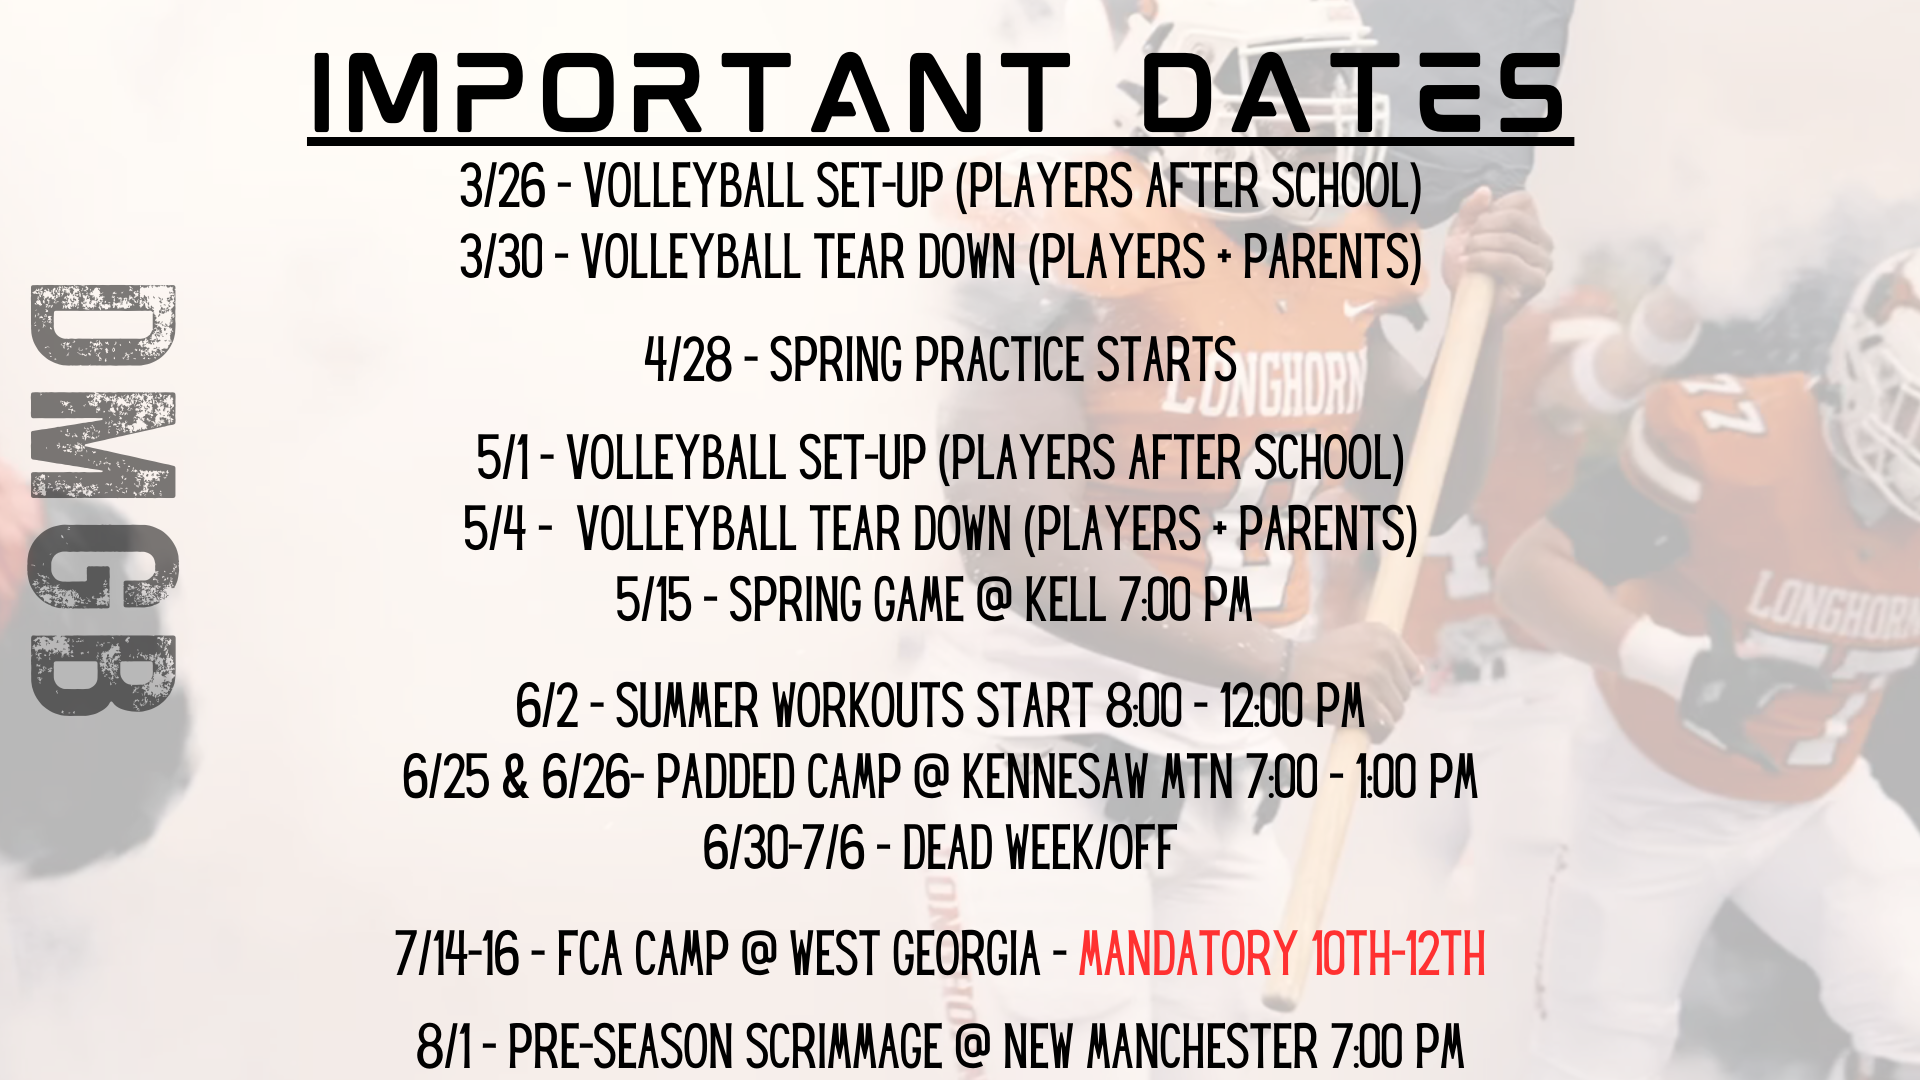 IMPORTANT DATES
3/26 - VOLLEYBALL SET-UP (PLAYERS AFTER SCHOOL)
3/30 - VOLLEYBALL TEAR DOWN (PLAYERS + PARENTS)
4/28 - SPRING PRACTICE STARTS
5/1 - VOLLEYBALL SET-UP (PLAYERS AFTER SCHOOL)
5/4 - VOLLEYBALL TEAR DOWN (PLAYERS + PARENTS)
5/15 - SPRING GAME @ KELL 7:00 PM
6/2 - SUMMER WORKOUTS START 8:00 - 12:00 PM
6/25 & 6/26- PADDED CAMP @ KENNESAW MTN 7:00 - 1:00 PM
6/30-7/6 - DEAD WEEK/OFF
7/14-16 - FCA CAMP @ WEST GEORGIA - MANDATORY 10TH-12TH
8/1 - PRE-SEASON SCRIMMAGE @ NEW MANCHESTER 7:00 PM
DMGB
LONGHORN
77
LONGHORN